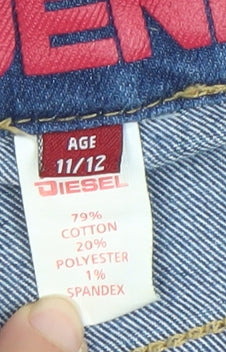 AGE
11/12
DIESEL
79%
COTTON
20%
POLYESTER
1%
SPANDEX